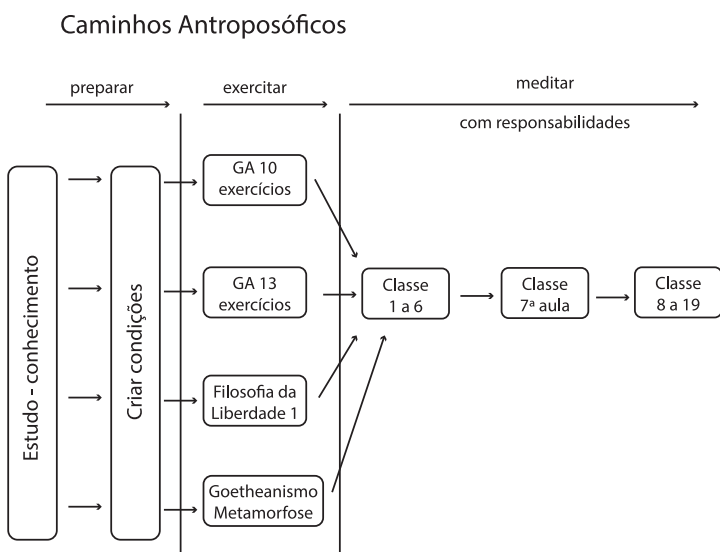 Caminhos Antroposóficos
preparar
exercitar
meditar
com responsabilidades
Estudo - conhecimento
Criar condições
GA 10
exercícios
GA 13
exercícios
Filosofia da
Liberdade 1
Goetheanismo
Metamorfose
Classe
1 a 6
Classe
7ª aula
Classe
8 a 19